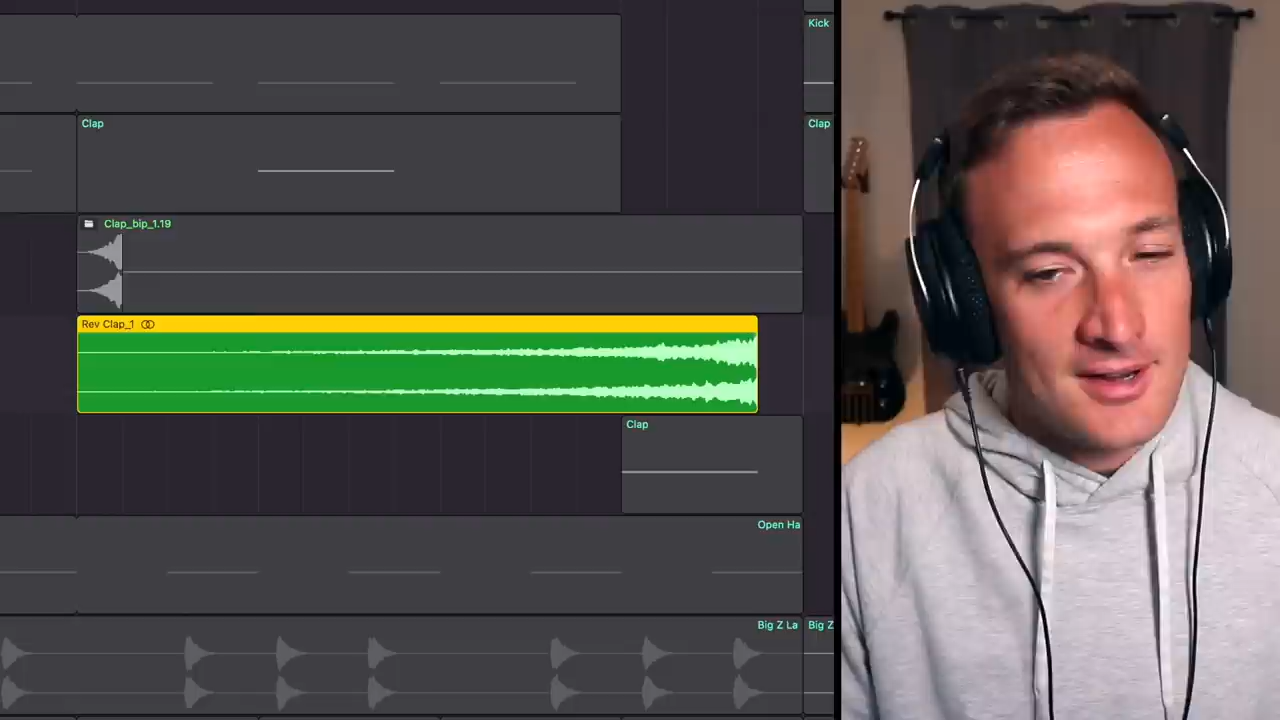 Kick
Clap
Clap
Clap_bip_1.19
Rev Clap_1
Clap
Open Ha
Big Z La
Big Z